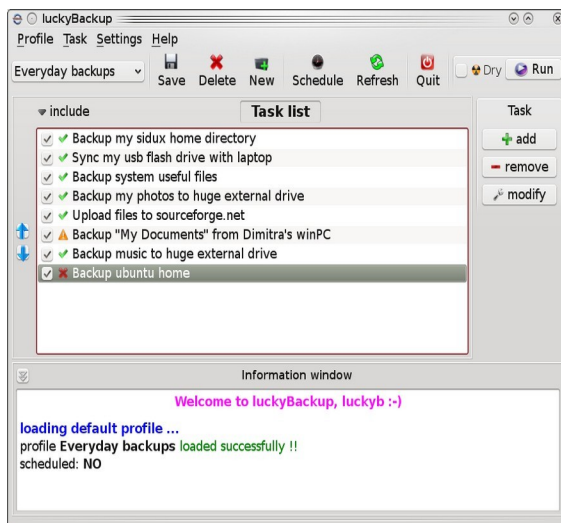 luckyBackup
Profile Task Settings Help
Everyday backups Save Delete New Schedule Refresh Quit Dry Run
include Task list Task
Backup my sidux home directory
Sync my usb flash drive with laptop
Backup system useful files
Backup my photos to huge external drive
Upload files to sourceforge.net
Backup "My Documents" from Dimitra's winPC
Backup music to huge external drive
Backup ubuntu home
add
remove
modify
Information window
Welcome to luckyBackup, luckyb :-)
loading default profile ...
profile Everyday backups loaded successfully !!
scheduled: NO